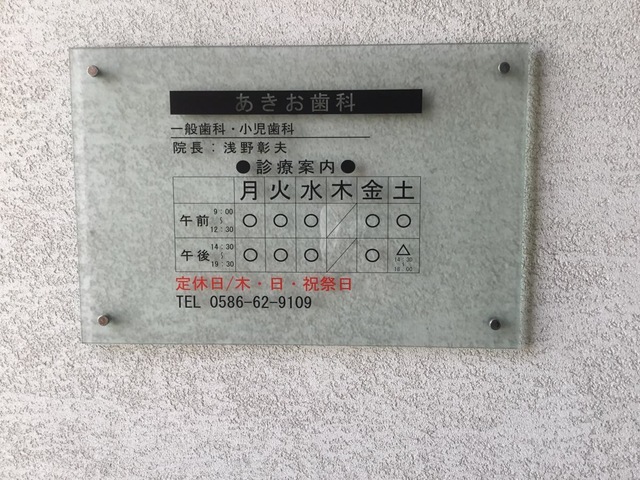 あきお歯科
一般歯科・小児歯科
院長：浅野彰夫
●診療案内●
月 火 水 木 金 土
午前 9:00～12:30 ○ ○ ○ ／ ○ ○
午後 14:30～19:30 ○ ○ ○ ／ ○ △ 14:30～18:00
定休日/木・日・祝祭日
TEL 0586-62-9109